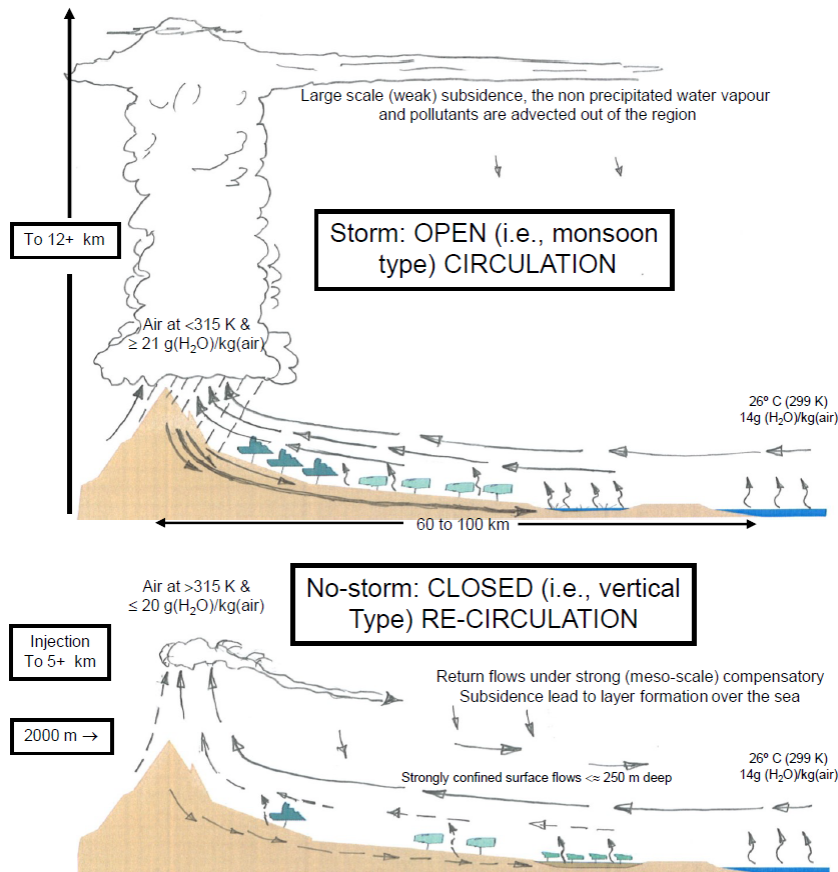 Large scale (weak) subsidence, the non precipitated water vapour
and pollutants are advected out of the region
To 12+ km
Storm: OPEN (i.e., monsoon
type) CIRCULATION
Air at <315 K &
≥ 21 g(H₂O)/kg(air)
26º C (299 K)
14g (H₂O)/kg(air)
60 to 100 km
Air at >315 K &
≤ 20 g(H₂O)/kg(air)
No-storm: CLOSED (i.e., vertical
Type) RE-CIRCULATION
Injection
To 5+ km
Return flows under strong (meso-scale) compensatory
Subsidence lead to layer formation over the sea
2000 m →
26º C (299 K)
14g (H₂O)/kg(air)
Strongly confined surface flows <≈ 250 m deep